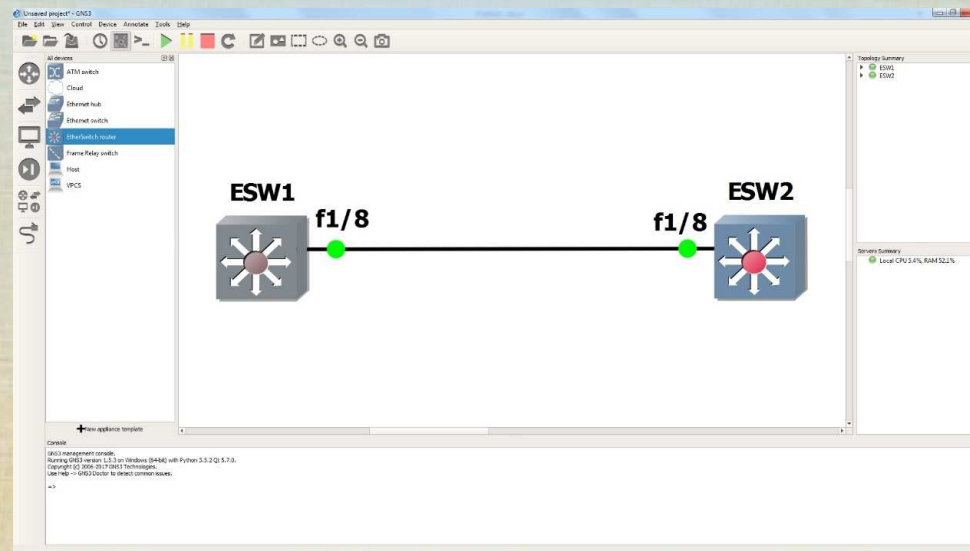 Unsaved project* - GNS3
File Edit View Control Device Annotate Tools Help
All devices
ATM switch
Cloud
Ethernet hub
Ethernet switch
EtherSwitch router
Frame Relay switch
Host
VPCS
New appliance template
ESW1
f1/8
f1/8
ESW2
Topology Summary
ESW1
ESW2
Servers Summary
Local CPU 5.4%, RAM 52.1%
Console
GNS3 management console.
Running GNS3 version 1.5.3 on Windows (64-bit) with Python 3.5.2 Qt 5.7.0.
Copyright (c) 2006-2017 GNS3 Technologies.
Use Help -> GNS3 Doctor to detect common issues.
=>